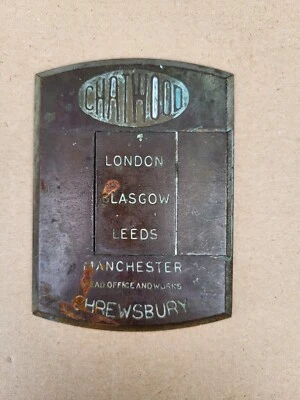 CHATWOOD
LONDON
GLASGOW
LEEDS
MANCHESTER
HEAD OFFICE AND WORKS
SHREWSBURY